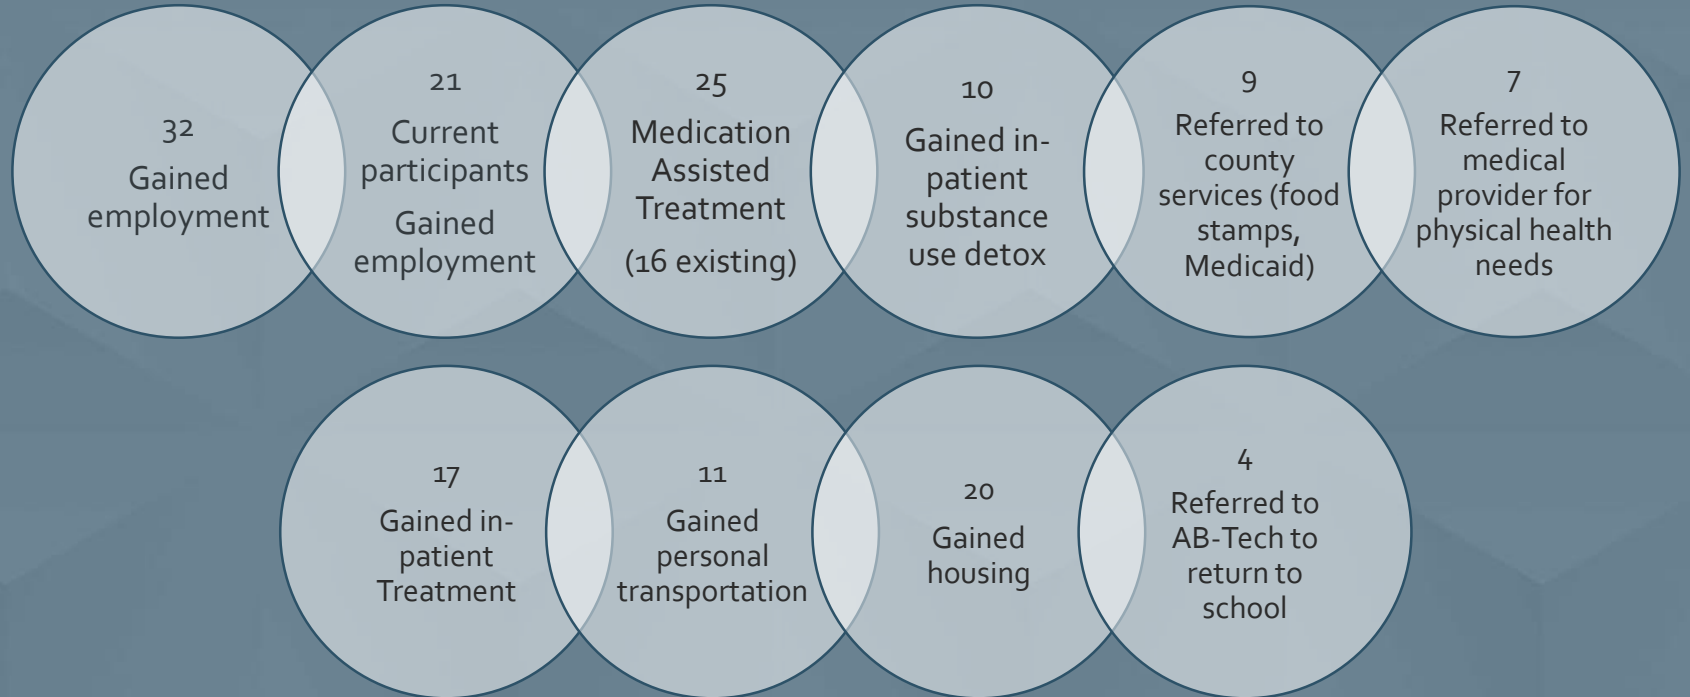 32
Gained
employment
21
Current
participants
Gained
employment
25
Medication
Assisted
Treatment
(16 existing)
10
Gained in-
patient
substance
use detox
9
Referred to
county
services (food
stamps,
Medicaid)
7
Referred to
medical
provider for
physical health
needs
17
Gained in-
patient
Treatment
11
Gained
personal
transportation
20
Gained
housing
4
Referred to
AB-Tech to
return to
school